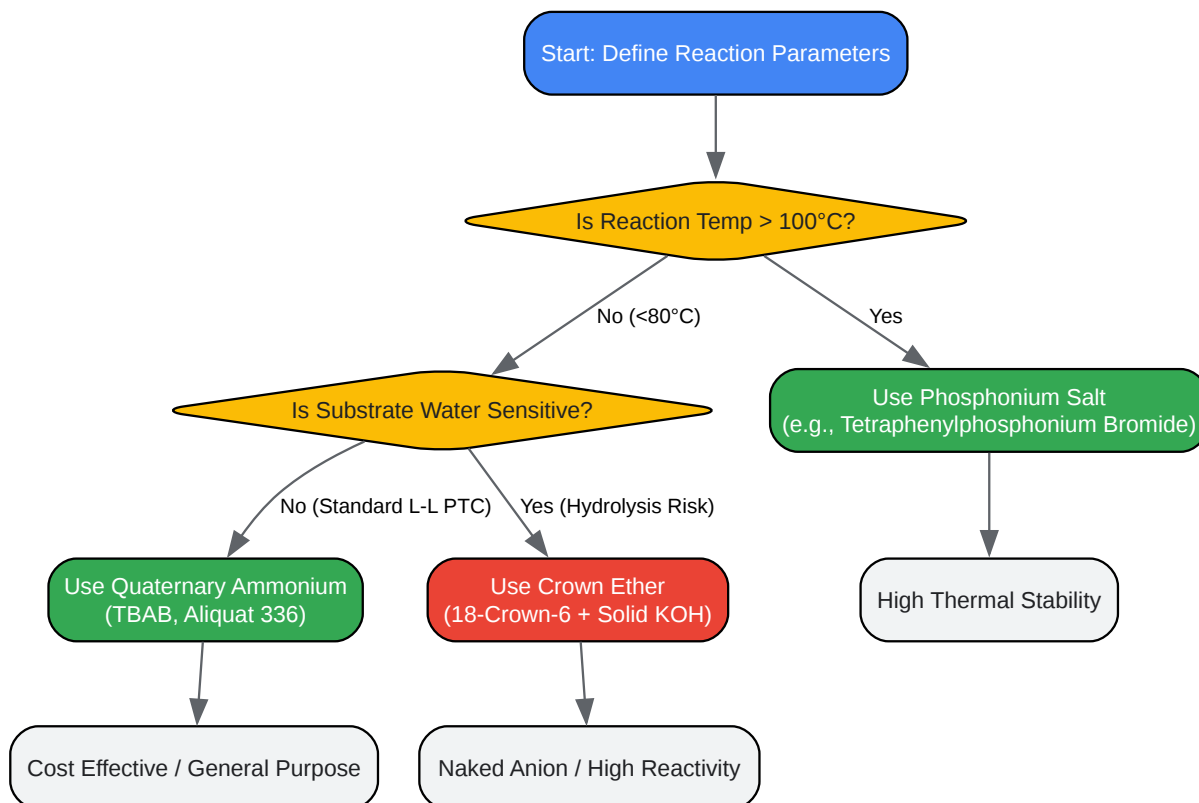 Start: Define Reaction Parameters
Is Reaction Temp > 100°C?
No (<80°C)
Yes
Is Substrate Water Sensitive?
Use Phosphonium Salt
(e.g., Tetraphenylphosphonium Bromide)
No (Standard L-L PTC)
Yes (Hydrolysis Risk)
Use Quaternary Ammonium
(TBAB, Aliquat 336)
Use Crown Ether
(18-Crown-6 + Solid KOH)
High Thermal Stability
Cost Effective / General Purpose
Naked Anion / High Reactivity